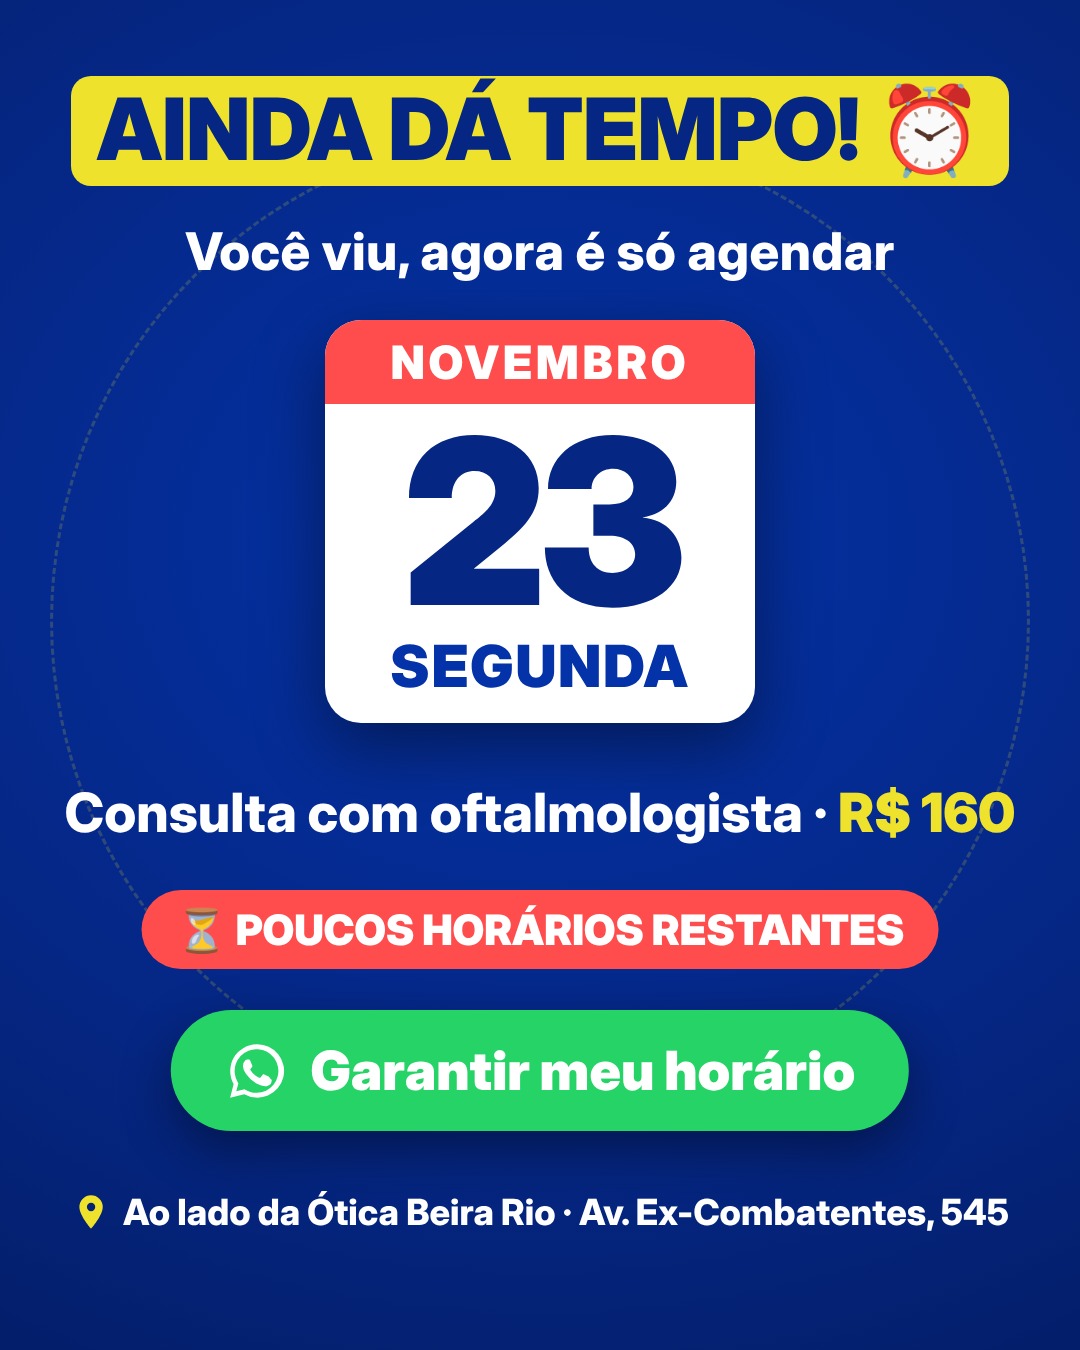 AINDA DÁ TEMPO! ⏰
Você viu, agora é só agendar
NOVEMBRO
23
SEGUNDA
Consulta com oftalmologista · R$ 160
⏳ POUCOS HORÁRIOS RESTANTES
Garantir meu horário
Ao lado da Ótica Beira Rio · Av. Ex-Combatentes, 545